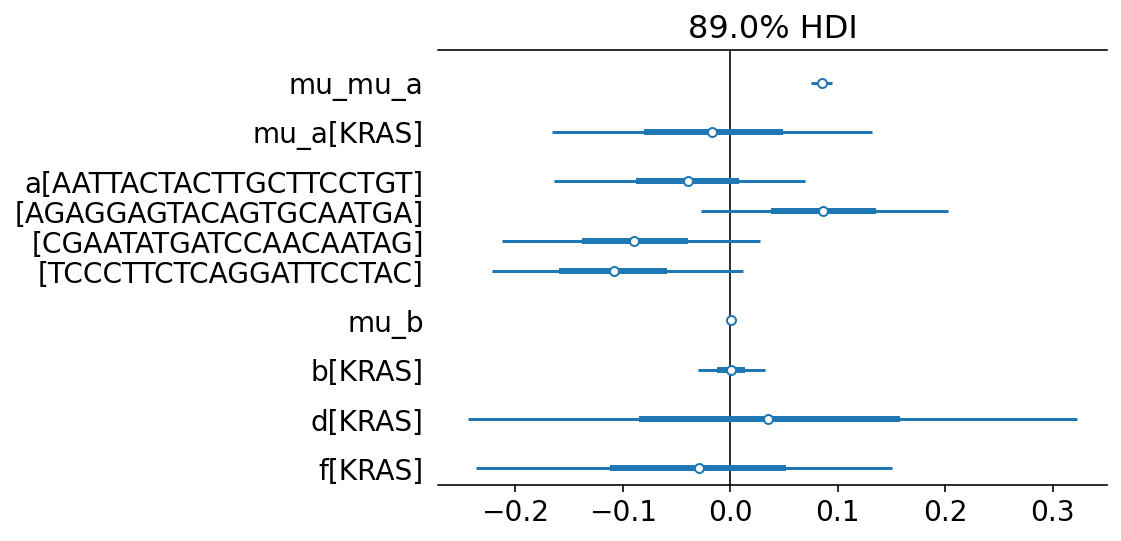 89.0% HDI
mu_mu_a
mu_a[KRAS]
a[AATTACTACTTGCTTCCTGT]
[AGAGGAGTACAGTGCAATGA]
[CGAATATGATCCAACAATAG]
[TCCCTTCTCAGGATTCCTAC]
mu_b
b[KRAS]
d[KRAS]
f[KRAS]
−0.2 −0.1 0.0 0.1 0.2 0.3